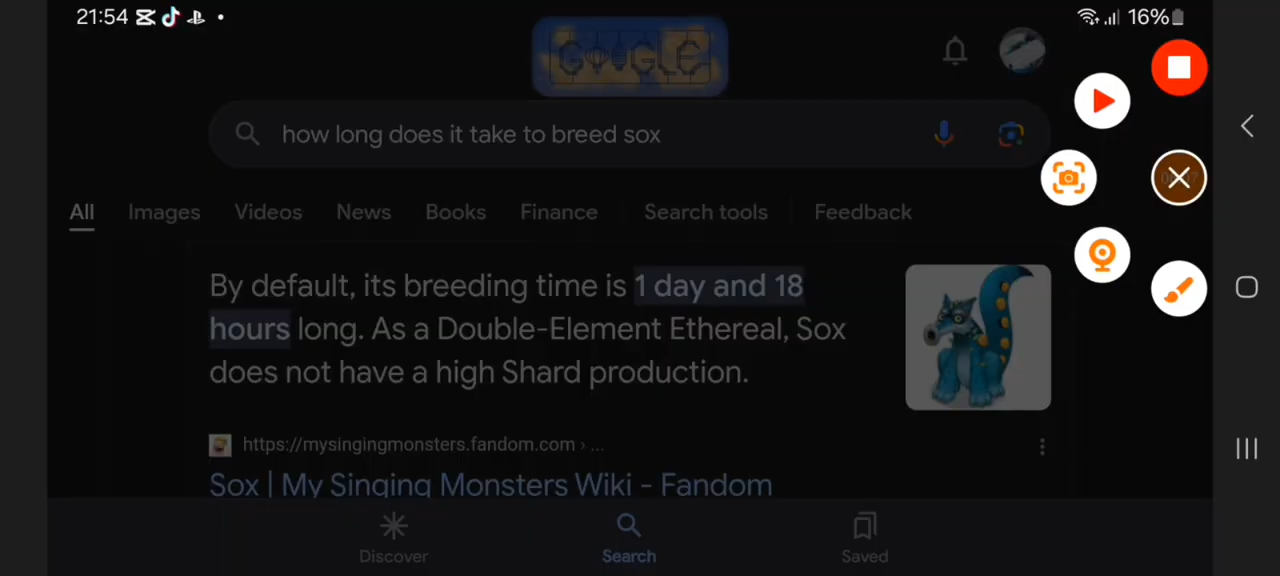 21:54
16%
GOOGLE
how long does it take to breed sox
All Images Videos News Books Finance Search tools Feedback
By default, its breeding time is 1 day and 18
hours long. As a Double-Element Ethereal, Sox
does not have a high Shard production.
https://mysingingmonsters.fandom.com › ...
Sox | My Singing Monsters Wiki - Fandom
Discover Search Saved